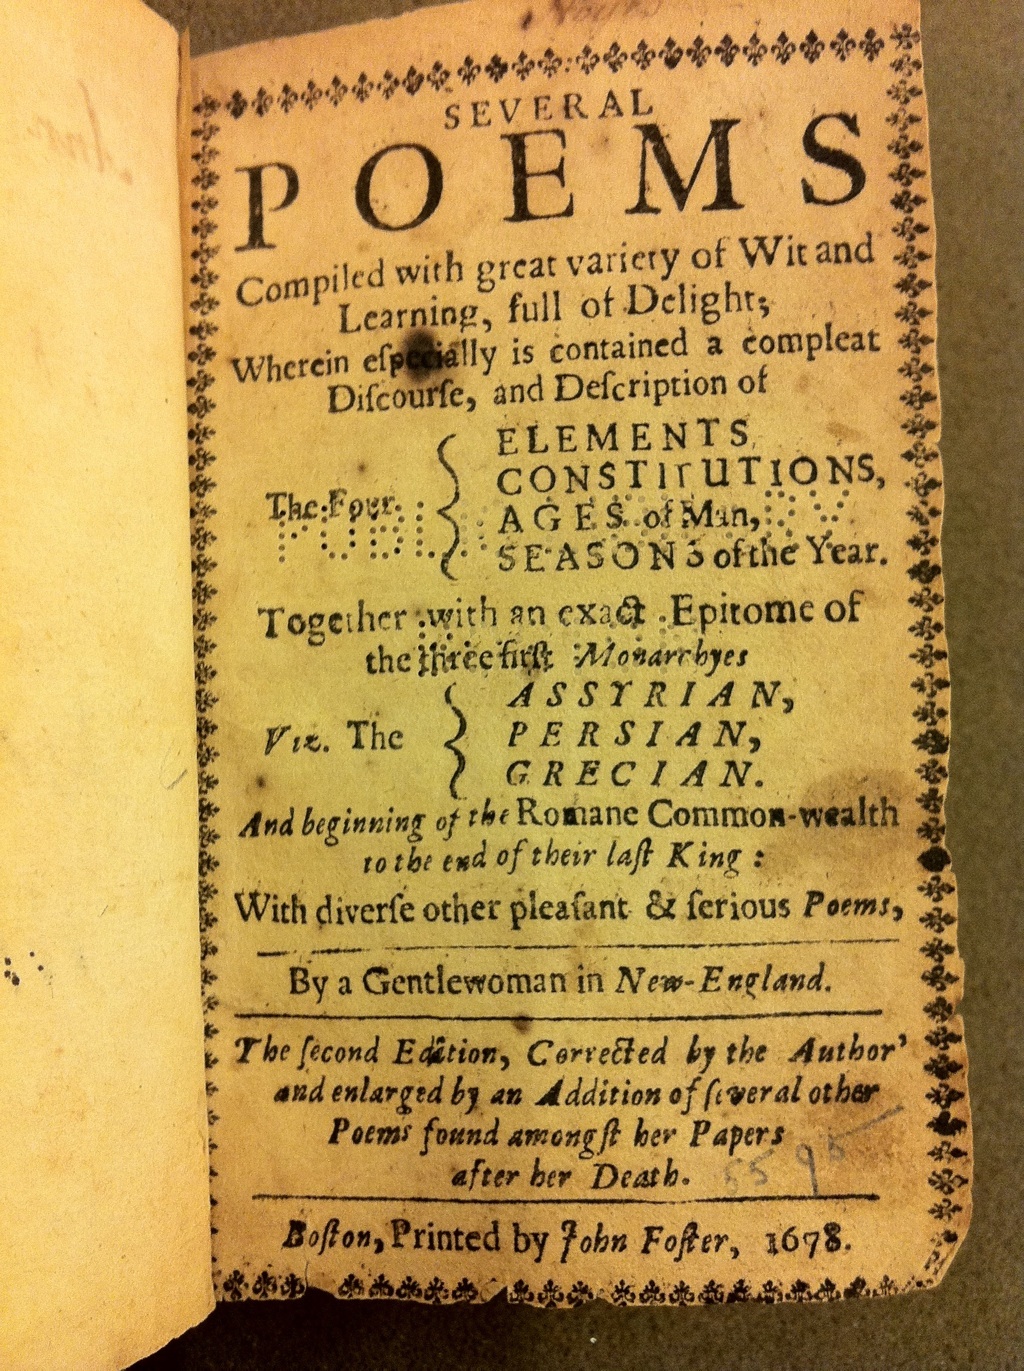 SEVERAL
POEMS
Compiled with great variety of Wit and
Learning, full of Delight;
Wherein eſpecially is contained a compleat
Diſcourſe, and Deſcription of
The Four
ELEMENTS
CONSTITUTIONS,
AGES of Man,
SEASONS of the Year.
Together with an exact Epitome of
the three firſt Monarchyes
Viz. The
ASSYRIAN,
PERSIAN,
GRECIAN.
And beginning of the Romane Common-wealth
to the end of their laſt King:
With diverſe other pleaſant & ſerious Poems,
By a Gentlewoman in New-England.
The ſecond Edition, Corrected by the Author
and enlarged by an Addition of ſeveral other
Poems found amongſt her Papers
after her Death.
5595
Boſton, Printed by John Foſter, 1678.